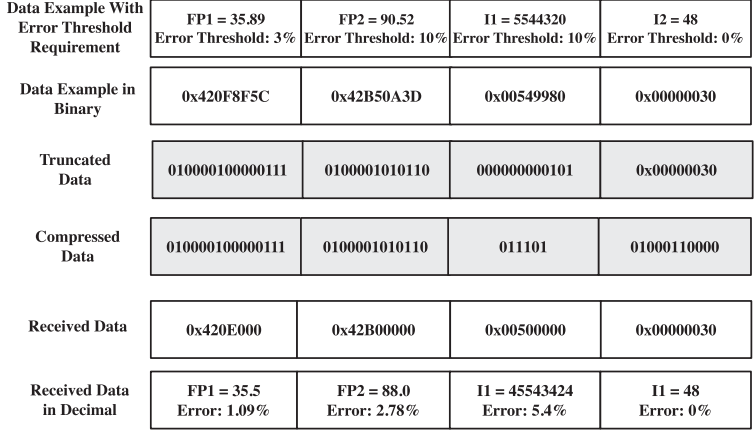 Data Example With
Error Threshold
Requirement
FP1 = 35.89
Error Threshold: 3%
FP2 = 90.52
Error Threshold: 10%
I1 = 5544320
Error Threshold: 10%
I2 = 48
Error Threshold: 0%
Data Example in
Binary
0x420F8F5C
0x42B50A3D
0x00549980
0x00000030
Truncated
Data
010000100000111
0100001010110
000000000101
0x00000030
Compressed
Data
010000100000111
0100001010110
011101
01000110000
Received Data
0x420E000
0x42B00000
0x00500000
0x00000030
Received Data
in Decimal
FP1 = 35.5
Error: 1.09%
FP2 = 88.0
Error: 2.78%
I1 = 45543424
Error: 5.4%
I1 = 48
Error: 0%